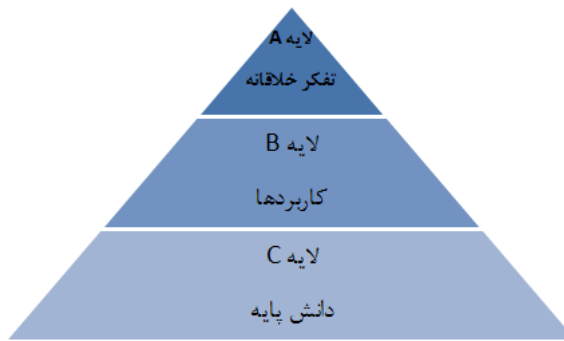 لایه A
تفکر خلاقانه
لایه B
کاربردها
لایه C
دانش پایه